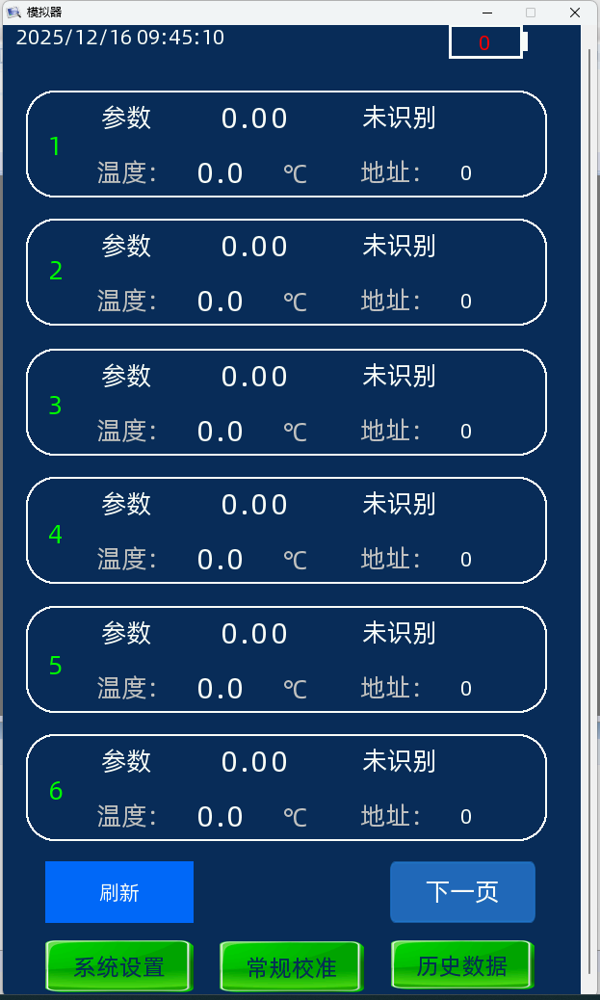 模拟器
2025/12/16 09:45:10
0
参数 0.00 未识别
1
温度： 0.0 ℃ 地址： 0
参数 0.00 未识别
2
温度： 0.0 ℃ 地址： 0
参数 0.00 未识别
3
温度： 0.0 ℃ 地址： 0
参数 0.00 未识别
4
温度： 0.0 ℃ 地址： 0
参数 0.00 未识别
5
温度： 0.0 ℃ 地址： 0
参数 0.00 未识别
6
温度： 0.0 ℃ 地址： 0
刷新 下一页
系统设置 常规校准 历史数据